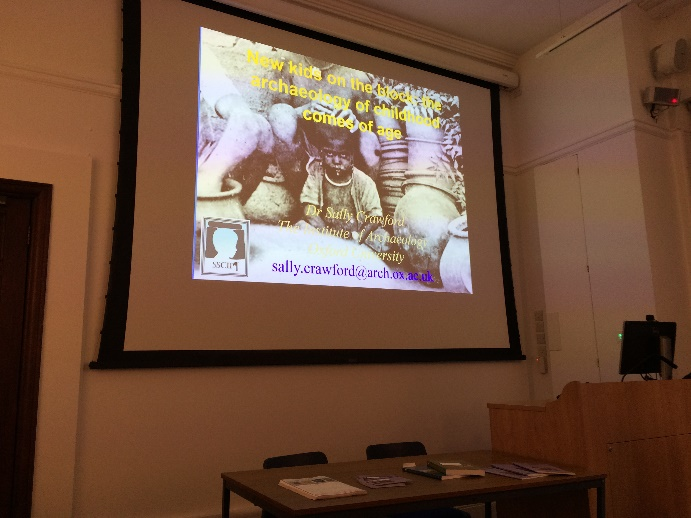 New kids on the block: the
archaeology of childhood
comes of age
Dr Sally Crawford
The Institute of Archaeology
Oxford University
sally.crawford@arch.ox.ac.uk
SSCIP